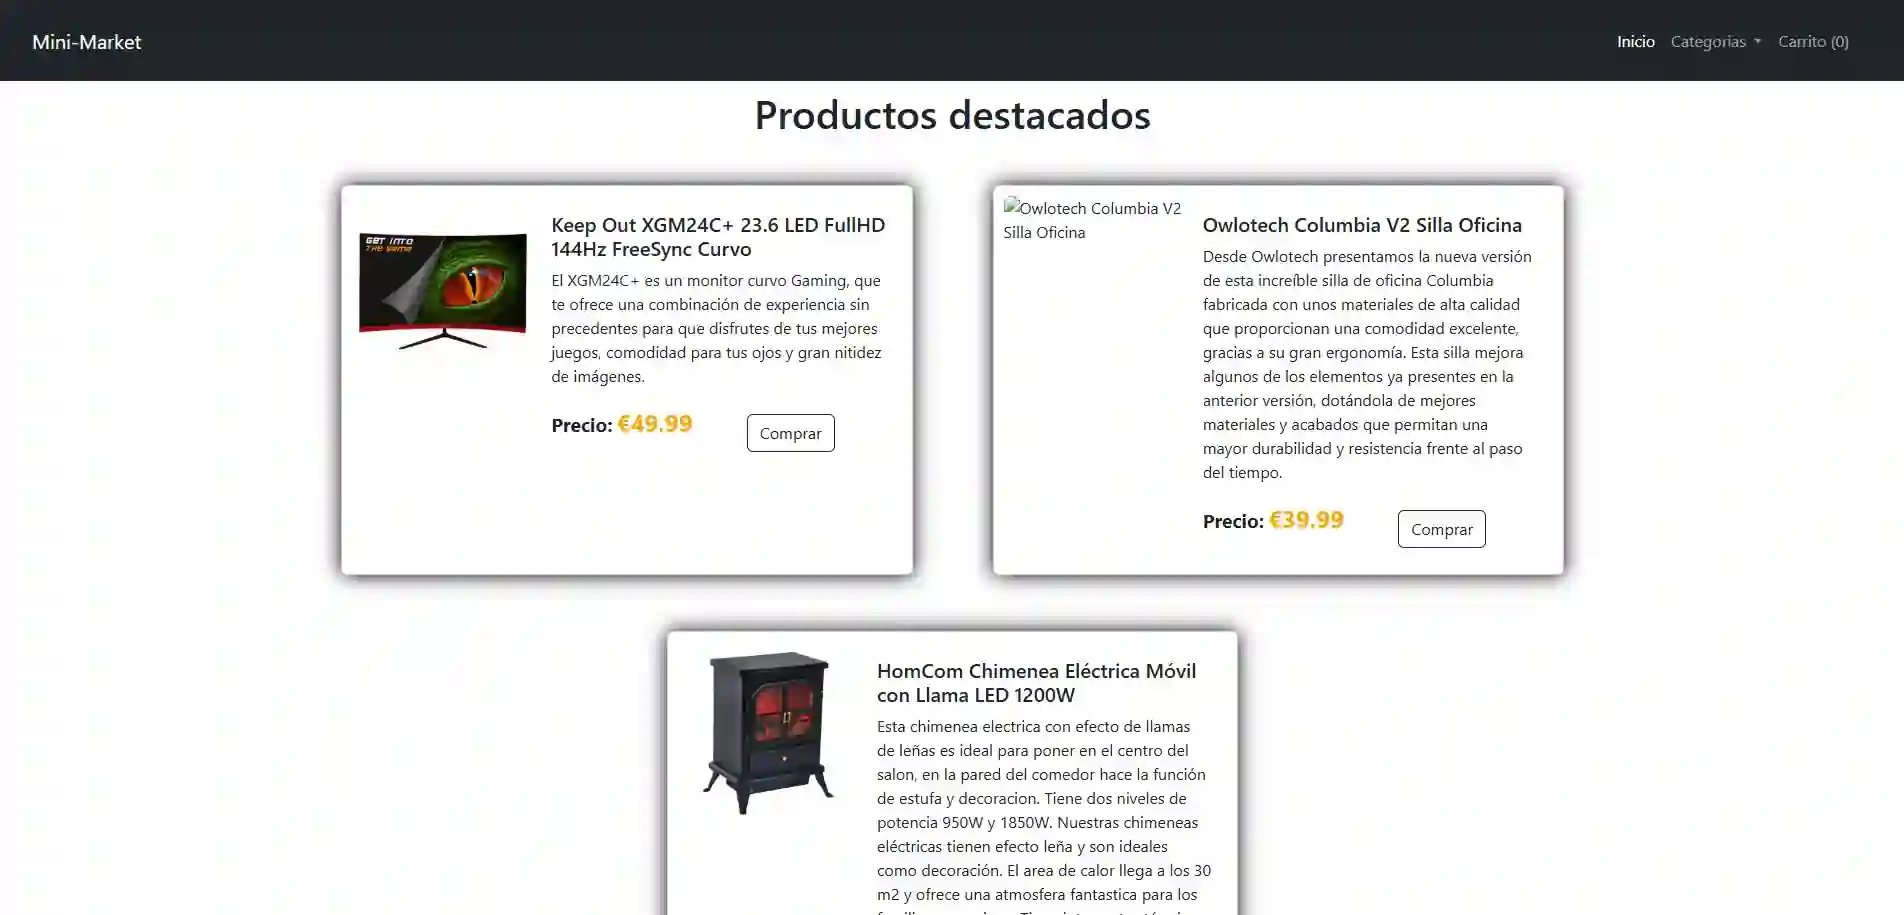 Mini-Market
Inicio
Categorias
Carrito (0)
Productos destacados
GET INTO
THE GAME
Keep Out XGM24C+ 23.6 LED FullHD
144Hz FreeSync Curvo
El XGM24C+ es un monitor curvo Gaming, que
te ofrece una combinación de experiencia sin
precedentes para que disfrutes de tus mejores
juegos, comodidad para tus ojos y gran nitidez
de imágenes.
Precio: €49.99
Comprar
Owlotech Columbia V2
Silla Oficina
Owlotech Columbia V2 Silla Oficina
Desde Owlotech presentamos la nueva versión
de esta increíble silla de oficina Columbia
fabricada con unos materiales de alta calidad
que proporcionan una comodidad excelente,
gracias a su gran ergonomía. Esta silla mejora
algunos de los elementos ya presentes en la
anterior versión, dotándola de mejores
materiales y acabados que permitan una
mayor durabilidad y resistencia frente al paso
del tiempo.
Precio: €39.99
Comprar
HomCom Chimenea Eléctrica Móvil
con Llama LED 1200W
Esta chimenea electrica con efecto de llamas
de leñas es ideal para poner en el centro del
salon, en la pared del comedor hace la función
de estufa y decoracion. Tiene dos niveles de
potencia 950W y 1850W. Nuestras chimeneas
eléctricas tienen efecto leña y son ideales
como decoración. El area de calor llega a los 30
m2 y ofrece una atmosfera fantastica para los